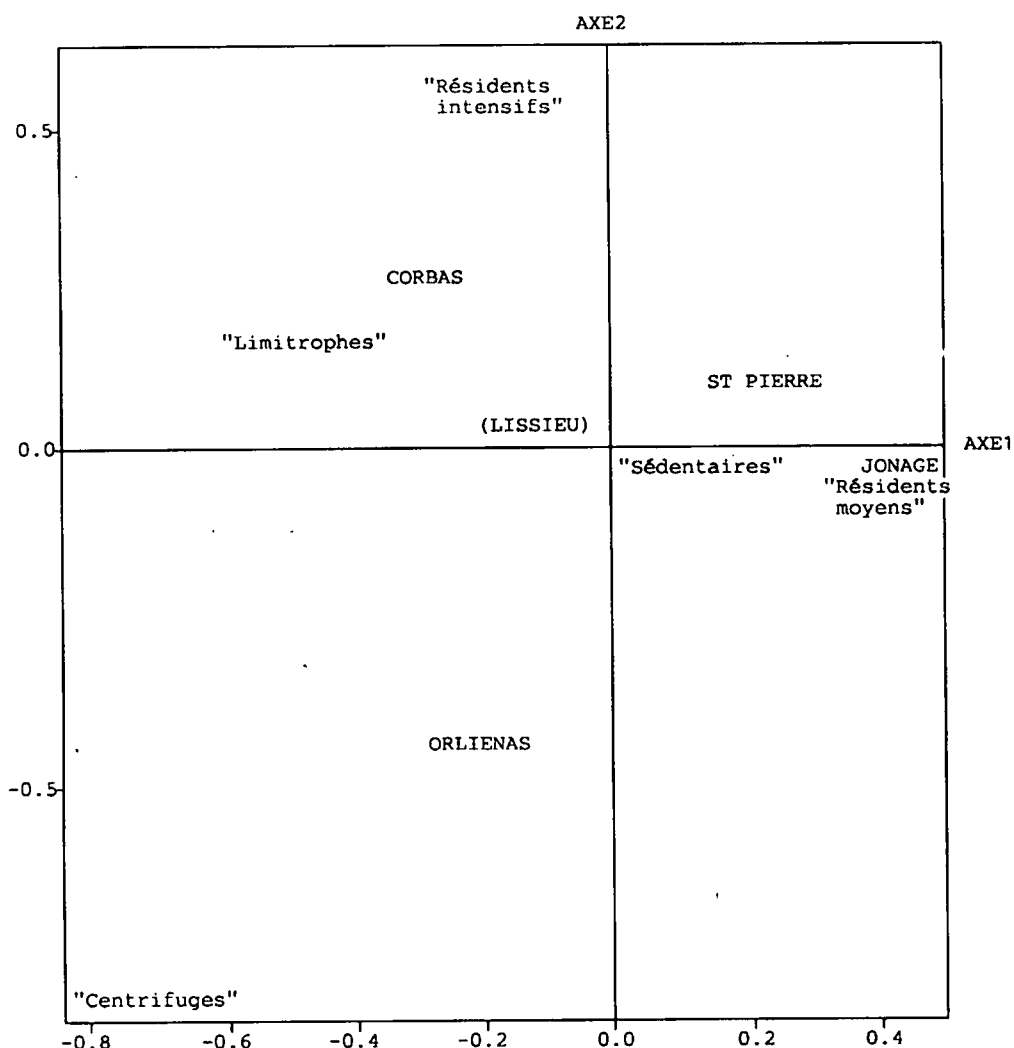 AXE2
"Résidents
intensifs"
0.5
CORBAS
"Limitrophes"
ST PIERRE
(LISSIEU)
0.0
AXE1
"Sédentaires"
JONAGE
"Résidents
moyens"
ORLIENAS
-0.5
"Centrifuges"
-0.8 -0.6 -0.4 -0.2 0.0 0.2 0.4